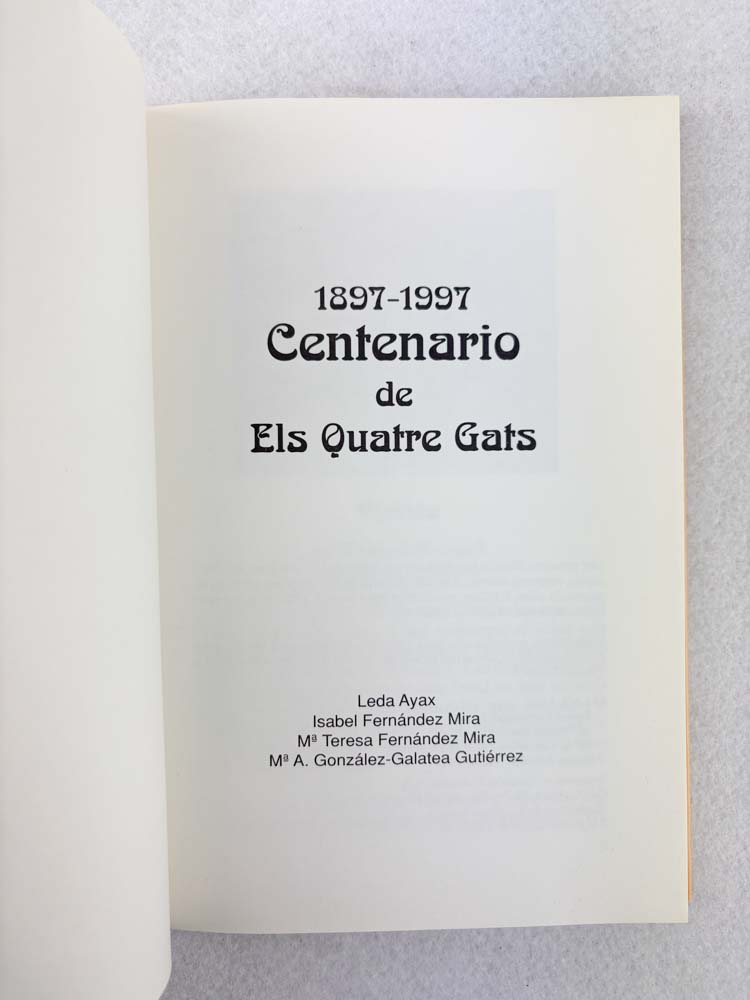 1897-1997
Centenario
de
Els Quatre Gats
Leda Ayax
Isabel Fernández Mira
Mª Teresa Fernández Mira
Mª A. González-Galatea Gutiérrez